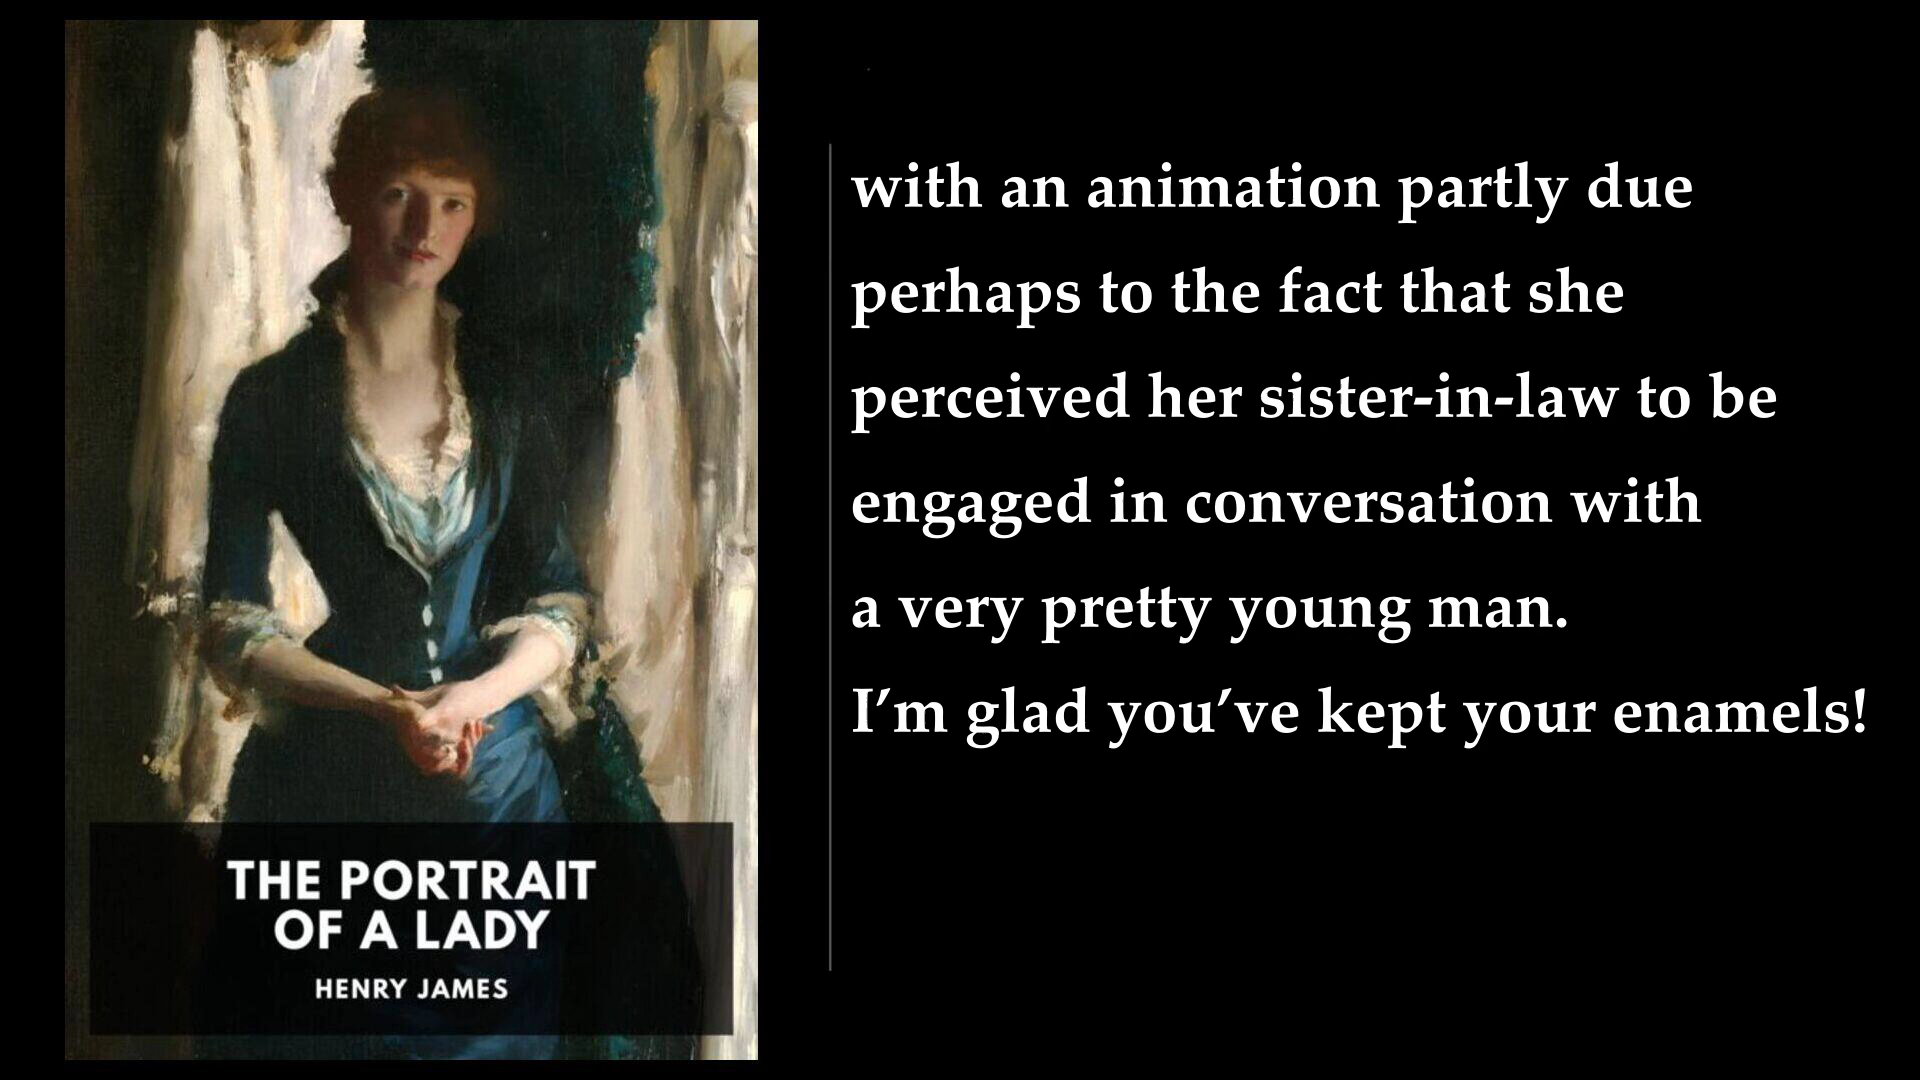 THE PORTRAIT
OF A LADY
HENRY JAMES
with an animation partly due
perhaps to the fact that she
perceived her sister-in-law to be
engaged in conversation with
a very pretty young man.
I’m glad you’ve kept your enamels!